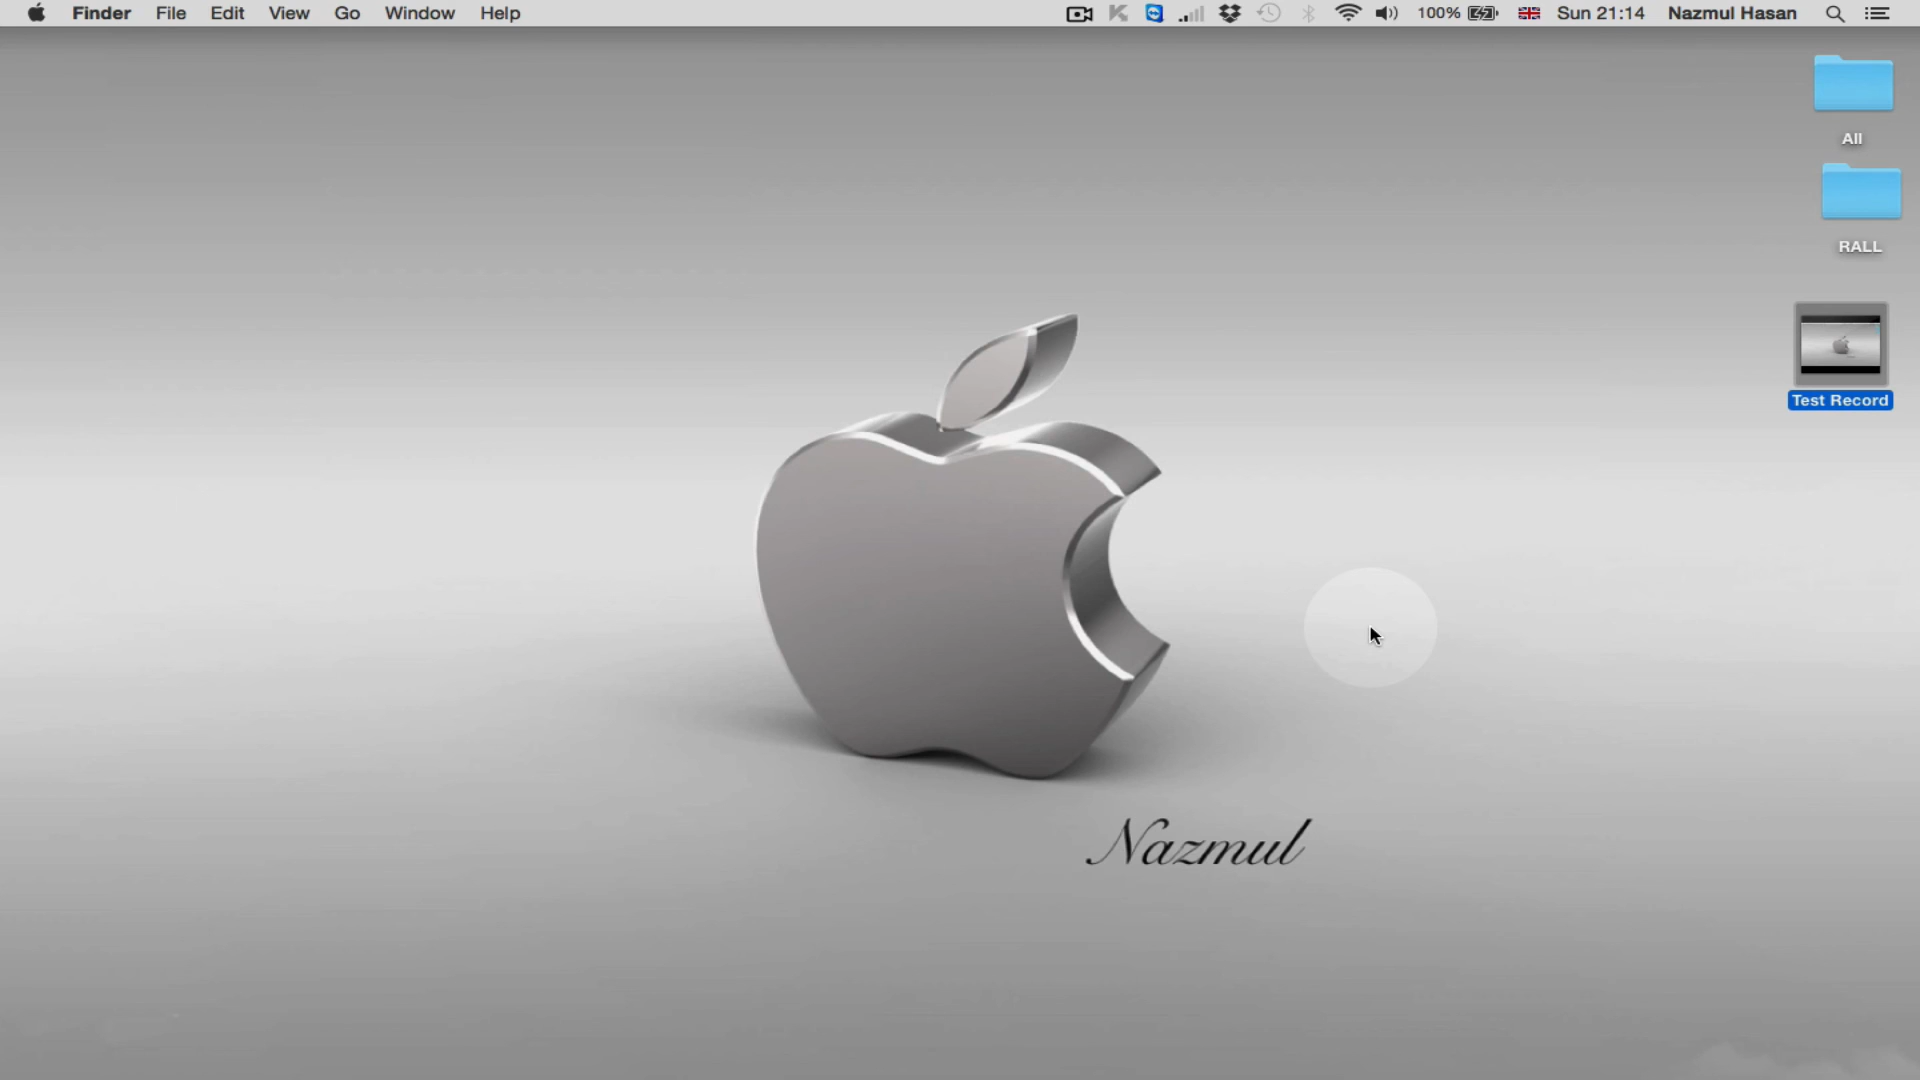 Finder File Edit View Go Window Help 100% Sun 21:14 Nazmul Hasan
All
RALL
Test Record
Nazmul